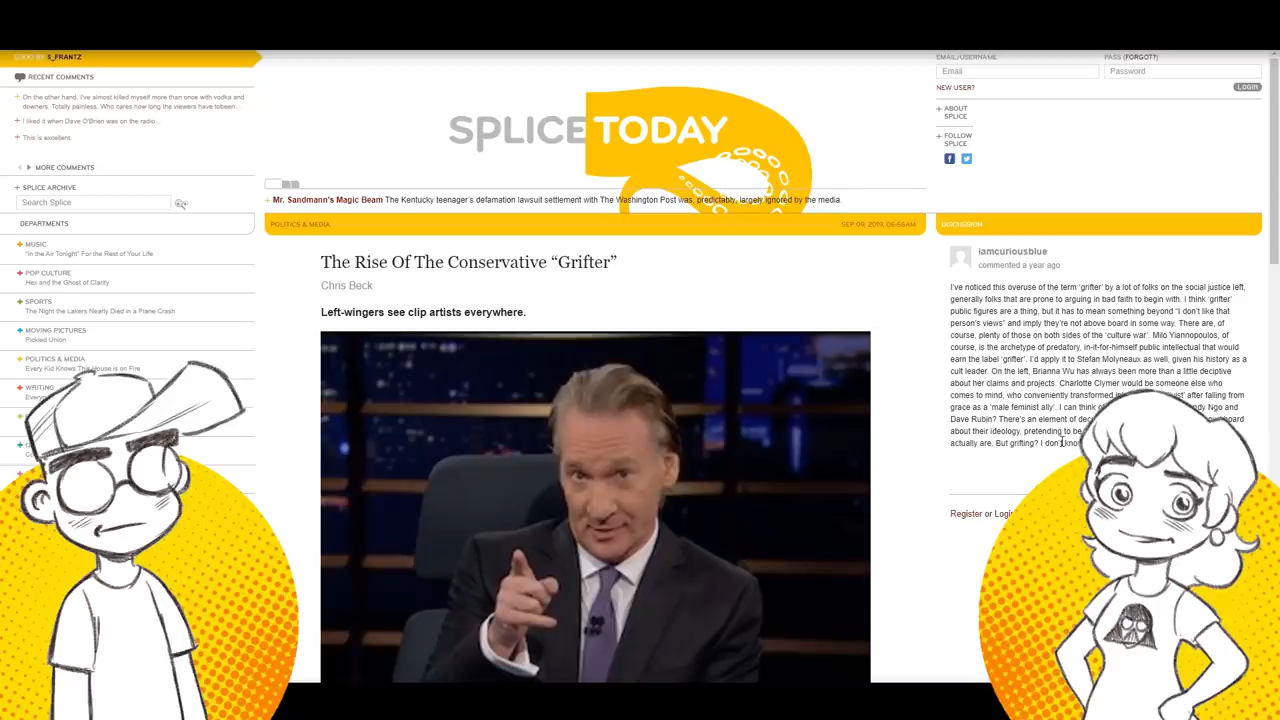 S_FRANTZ
RECENT COMMENTS
On the other hand, I've almost killed myself more than once with vodka and
downers. Totally painless. Who cares how long the viewers have tobeen...
I liked it when Dave O'Brien was on the radio...
This is excellent.
MORE COMMENTS
SPLICE ARCHIVE
Search Splice
DEPARTMENTS
MUSIC
"In the Air Tonight" For the Rest of Your Life
POP CULTURE
Hex and the Ghost of Clarity
SPORTS
The Night the Lakers Nearly Died in a Plane Crash
MOVING PICTURES
Pickled Union
POLITICS & MEDIA
Every Kid Knows This House is on Fire
WRITING
SPLICE TODAY
Mr. Sandmann's Magic Beam The Kentucky teenager's defamation lawsuit settlement with The Washington Post was, predictably, largely ignored by the media.
POLITICS & MEDIA
SEP 09, 2019, 05:55AM
The Rise Of The Conservative “Grifter”
Chris Beck
Left-wingers see clip artists everywhere.
EMAIL/USERNAME
PASS (FORGOT?)
Email
Password
NEW USER?
LOGIN
ABOUT
SPLICE
FOLLOW
SPLICE
DISCUSSION
iamcuriousblue
commented a year ago
I've noticed this overuse of the term 'grifter' by a lot of folks on the social justice left,
generally folks that are prone to arguing in bad faith to begin with. I think 'grifter'
public figures are a thing, but it has to mean something beyond "I don't like that
person's views" and imply they're not above board in some way. There are, of
course, plenty of those on both sides of the 'culture war'. Milo Yiannopoulos, of
course, is the archetype of predatory, in-it-for-himself public intellectual that would
earn the label 'grifter'. I'd apply it to Stefan Molyneaux as well, given his history as a
cult leader. On the left, Brianna Wu has always been more than a little deciptive
about her claims and projects. Charlotte Clymer would be someone else who
comes to mind, who conveniently transformed after falling from
grace as a 'male feminist ally'. I can think Ngo and
Dave Rubin? There's an element of
about their ideology, pretending to be
actually are. But grifting? I don't know
Register or Login